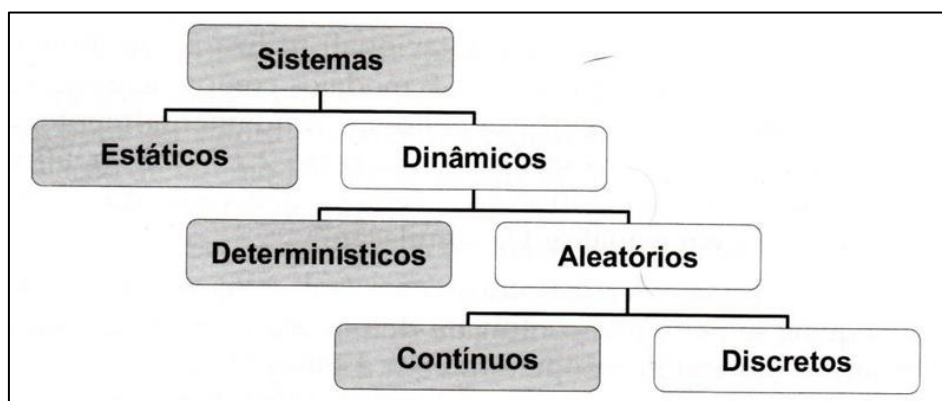 Sistemas
Estáticos
Dinâmicos
Determinísticos
Aleatórios
Contínuos
Discretos